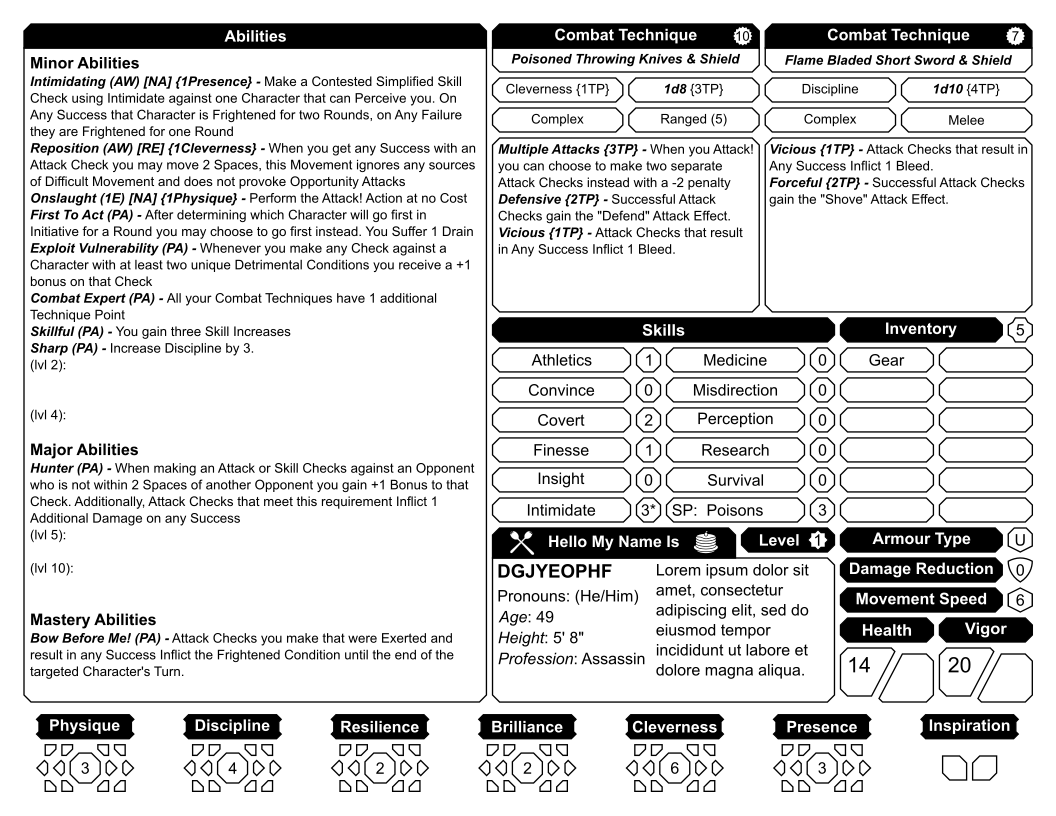 Abilities
Minor Abilities
Intimidating (AW) [NA] {1Presence} - Make a Contested Simplified Skill
Check using Intimidate against one Character that can Perceive you. On
Any Success that Character is Frightened for two Rounds, on Any Failure
they are Frightened for one Round
Reposition (AW) [RE] {1Cleverness} - When you get any Success with an
Attack Check you may move 2 Spaces, this Movement ignores any sources
of Difficult Movement and does not provoke Opportunity Attacks
Onslaught (1E) [NA] {1Physique} - Perform the Attack! Action at no Cost
First To Act (PA) - After determining which Character will go first in
Initiative for a Round you may choose to go first instead. You Suffer 1 Drain
Exploit Vulnerability (PA) - Whenever you make any Check against a
Character with at least two unique Detrimental Conditions you receive a +1
bonus on that Check
Combat Expert (PA) - All your Combat Techniques have 1 additional
Technique Point
Skillful (PA) - You gain three Skill Increases
Sharp (PA) - Increase Discipline by 3.
(lvl 2):
(lvl 4):
Major Abilities
Hunter (PA) - When making an Attack or Skill Checks against an Opponent
who is not within 2 Spaces of another Opponent you gain +1 Bonus to that
Check. Additionally, Attack Checks that meet this requirement Inflict 1
Additional Damage on any Success
(lvl 5):
(lvl 10):
Mastery Abilities
Bow Before Me! (PA) - Attack Checks you make that were Exerted and
result in any Success Inflict the Frightened Condition until the end of the
targeted Character's Turn.
Combat Technique 10
Poisoned Throwing Knives & Shield
Cleverness {1TP} 1d8 {3TP}
Complex Ranged (5)
Multiple Attacks {3TP} - When you Attack!
you can choose to make two separate
Attack Checks instead with a -2 penalty
Defensive {2TP} - Successful Attack
Checks gain the "Defend" Attack Effect.
Vicious {1TP} - Attack Checks that result
in Any Success Inflict 1 Bleed.
Combat Technique 7
Flame Bladed Short Sword & Shield
Discipline 1d10 {4TP}
Complex Melee
Vicious {1TP} - Attack Checks that result in
Any Success Inflict 1 Bleed.
Forceful {2TP} - Successful Attack Checks
gain the "Shove" Attack Effect.
Skills
Athletics 1 Medicine 0
Convince 0 Misdirection 0
Covert 2 Perception 0
Finesse 1 Research 0
Insight 0 Survival 0
Intimidate 3* SP: Poisons 3
Inventory 5
Gear
Hello My Name Is Level 1
DGJYEOPHF
Pronouns: (He/Him)
Age: 49
Height: 5' 8"
Profession: Assassin
Lorem ipsum dolor sit
amet, consectetur
adipiscing elit, sed do
eiusmod tempor
incididunt ut labore et
dolore magna aliqua.
Armour Type U
Damage Reduction 0
Movement Speed 6
Health Vigor
14 20
Physique Discipline Resilience Brilliance Cleverness Presence Inspiration
3 4 2 2 6 3